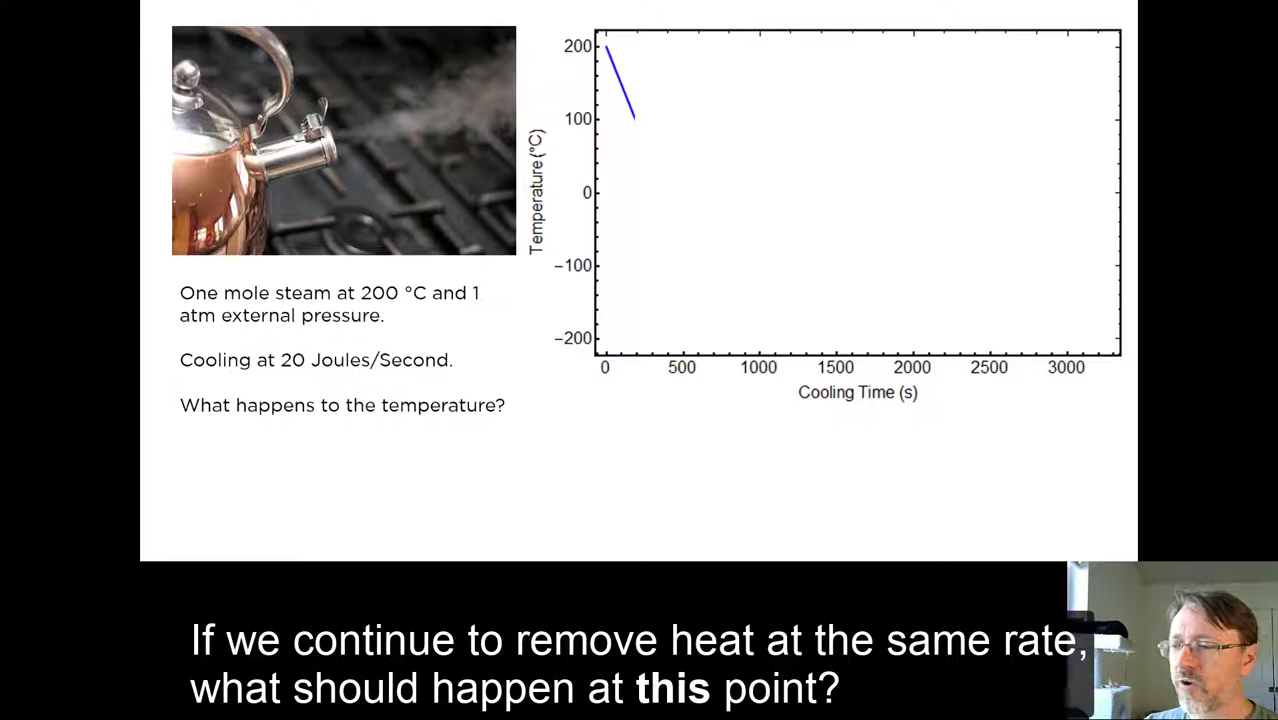 One mole steam at 200 °C and 1
atm external pressure.
Cooling at 20 Joules/Second.
What happens to the temperature?
Temperature (°C)
200
100
0
−100
−200
0 500 1000 1500 2000 2500 3000
Cooling Time (s)
If we continue to remove heat at the same rate,
what should happen at this point?